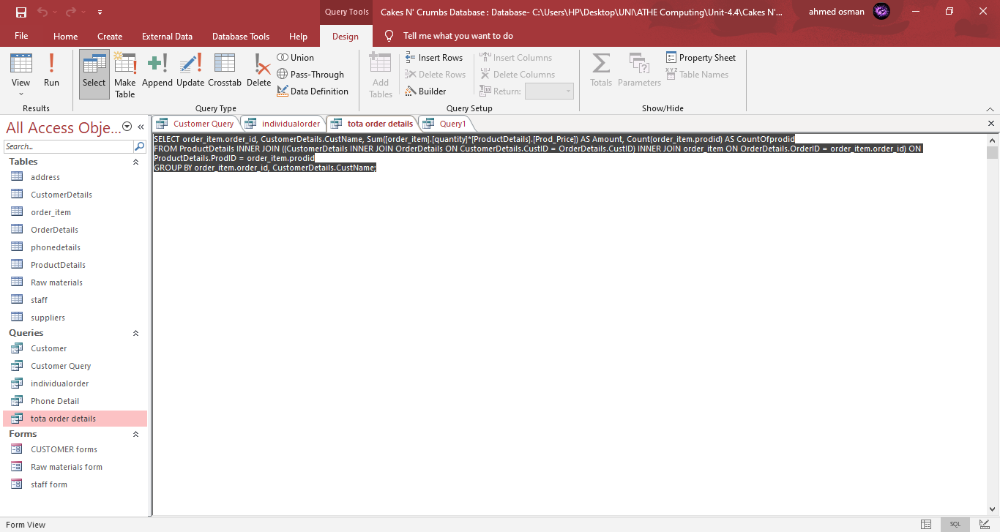 Query Tools
Cakes N' Crumbs Database : Database- C:\Users\HP\Desktop\UNI\ATHE Computing\Unit-4.4\Cakes N'...
ahmed osman
File Home Create External Data Database Tools Help Design Tell me what you want to do
View
Run
Select
Make Table
Append
Update
Crosstab
Delete
Union
Pass-Through
Data Definition
Add Tables
Insert Rows
Delete Rows
Builder
Insert Columns
Delete Columns
Return:
Totals
Parameters
Property Sheet
XYZ Table Names
Results
Query Type
Query Setup
Show/Hide
All Access Obje...
Search...
Tables
address
CustomerDetails
order_item
OrderDetails
phonedetails
ProductDetails
Raw materials
staff
suppliers
Queries
Customer
Customer Query
individualorder
Phone Detail
tota order details
Forms
CUSTOMER forms
Raw materials form
staff form
Customer Query individualorder tota order details Query1
SELECT order_item.order_id, CustomerDetails.CustName, Sum([order_item].[quantity]*[ProductDetails].[Prod_Price]) AS Amount, Count(order_item.prodid) AS CountOfprodid
FROM ProductDetails INNER JOIN ((CustomerDetails INNER JOIN OrderDetails ON CustomerDetails.CustID = OrderDetails.CustID) INNER JOIN order_item ON OrderDetails.OrderID = order_item.order_id) ON
ProductDetails.ProdID = order_item.prodid
GROUP BY order_item.order_id, CustomerDetails.CustName;
Form View
SQL